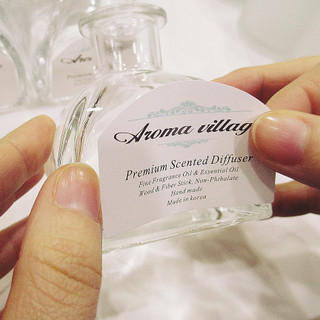 Aroma villag
Premium Scented Diffuser
Fine Fragrance Oil & Essential Oil
Wood & Fiber Stick, Non-Phthalate
Hand made
Made in korea